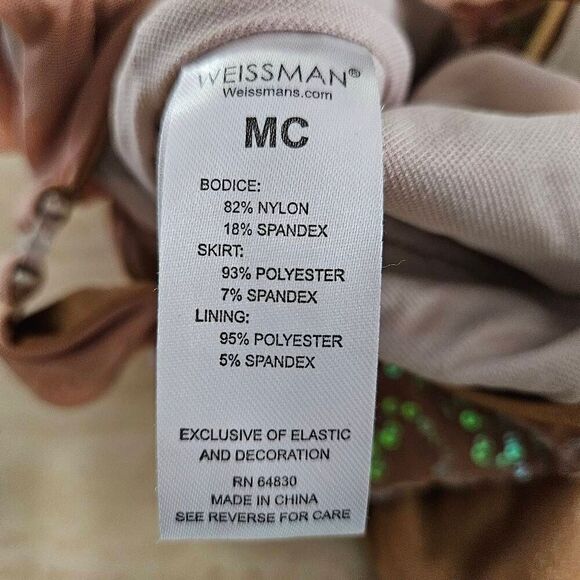 WEISSMAN®
Weissmans.com
MC
BODICE:
82% NYLON
18% SPANDEX
SKIRT:
93% POLYESTER
7% SPANDEX
LINING:
95% POLYESTER
5% SPANDEX
EXCLUSIVE OF ELASTIC
AND DECORATION
RN 64830
MADE IN CHINA
SEE REVERSE FOR CARE